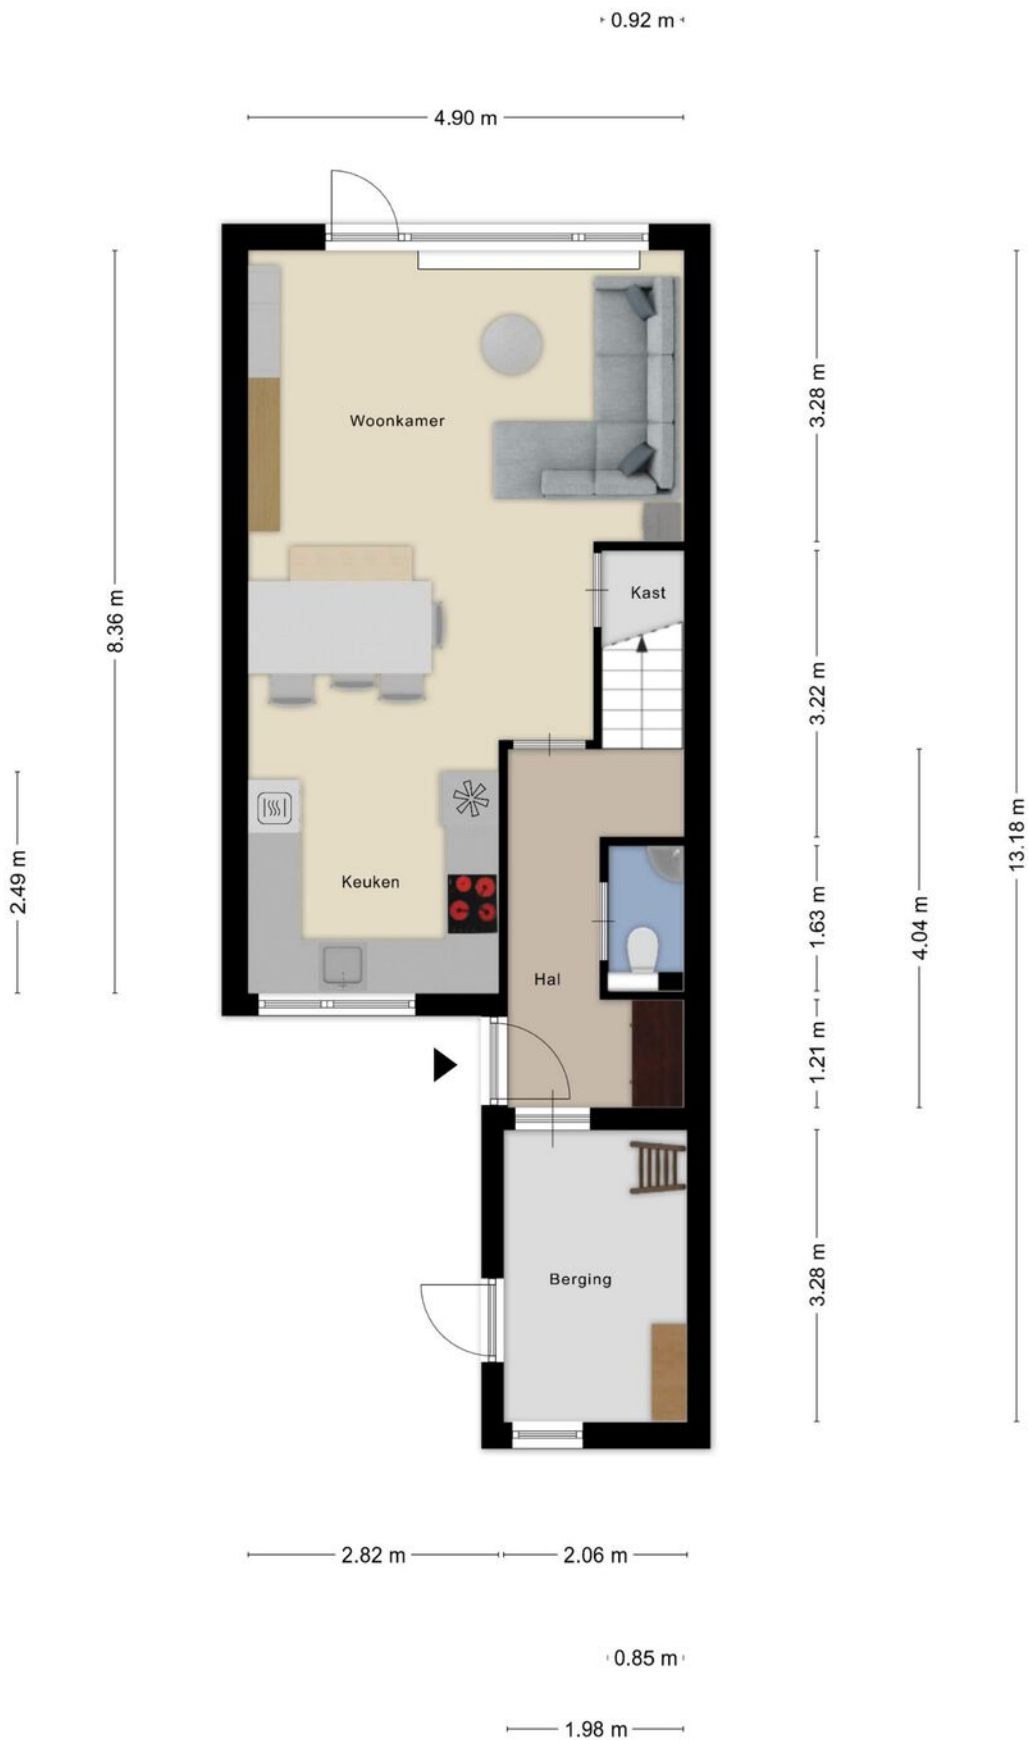 0.92 m
4.90 m
3.28 m
Woonkamer
Kast
8.36 m
3.22 m
13.18 m
2.49 m
Keuken
1.63 m
4.04 m
Hal
1.21 m
3.28 m
Berging
2.82 m
2.06 m
0.85 m
1.98 m